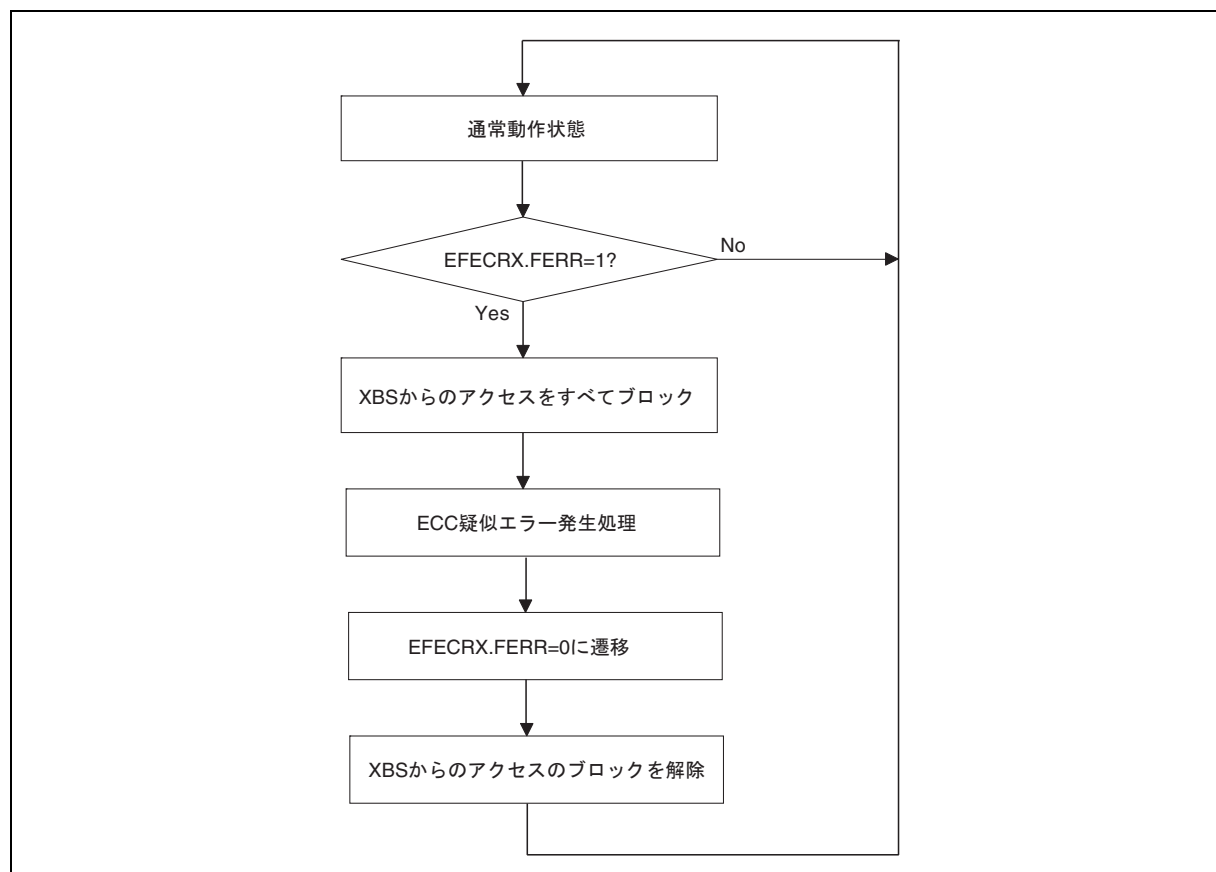 通常動作状態
EFECRX.FERR=1?
No
Yes
XBSからのアクセスをすべてブロック
ECC疑似エラー発生処理
EFECRX.FERR=0に遷移
XBSからのアクセスのブロックを解除